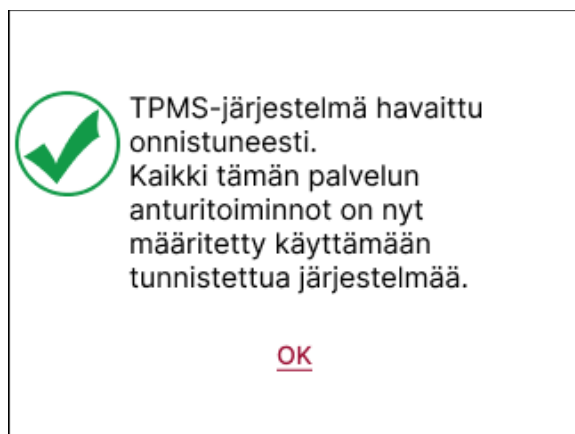 TPMS-järjestelmä havaittu
onnistuneesti.
Kaikki tämän palvelun
anturitoiminnot on nyt
määritetty käyttämään
tunnistettua järjestelmää.
OK